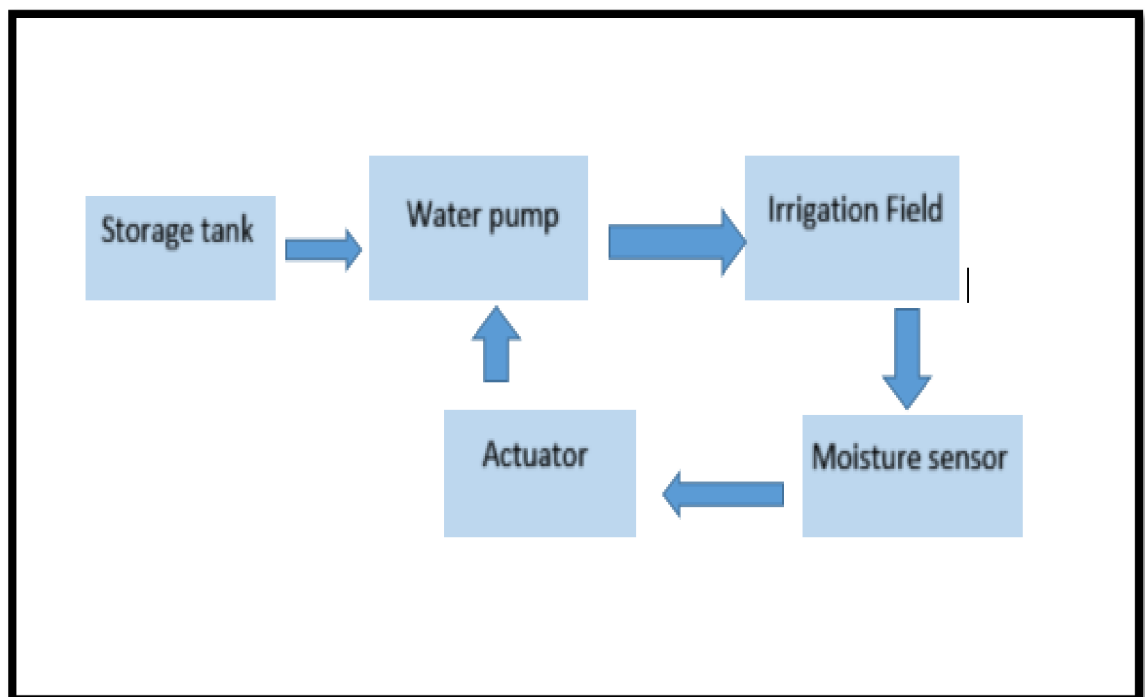 Storage tank
Water pump
Irrigation Field
Actuator
Moisture sensor